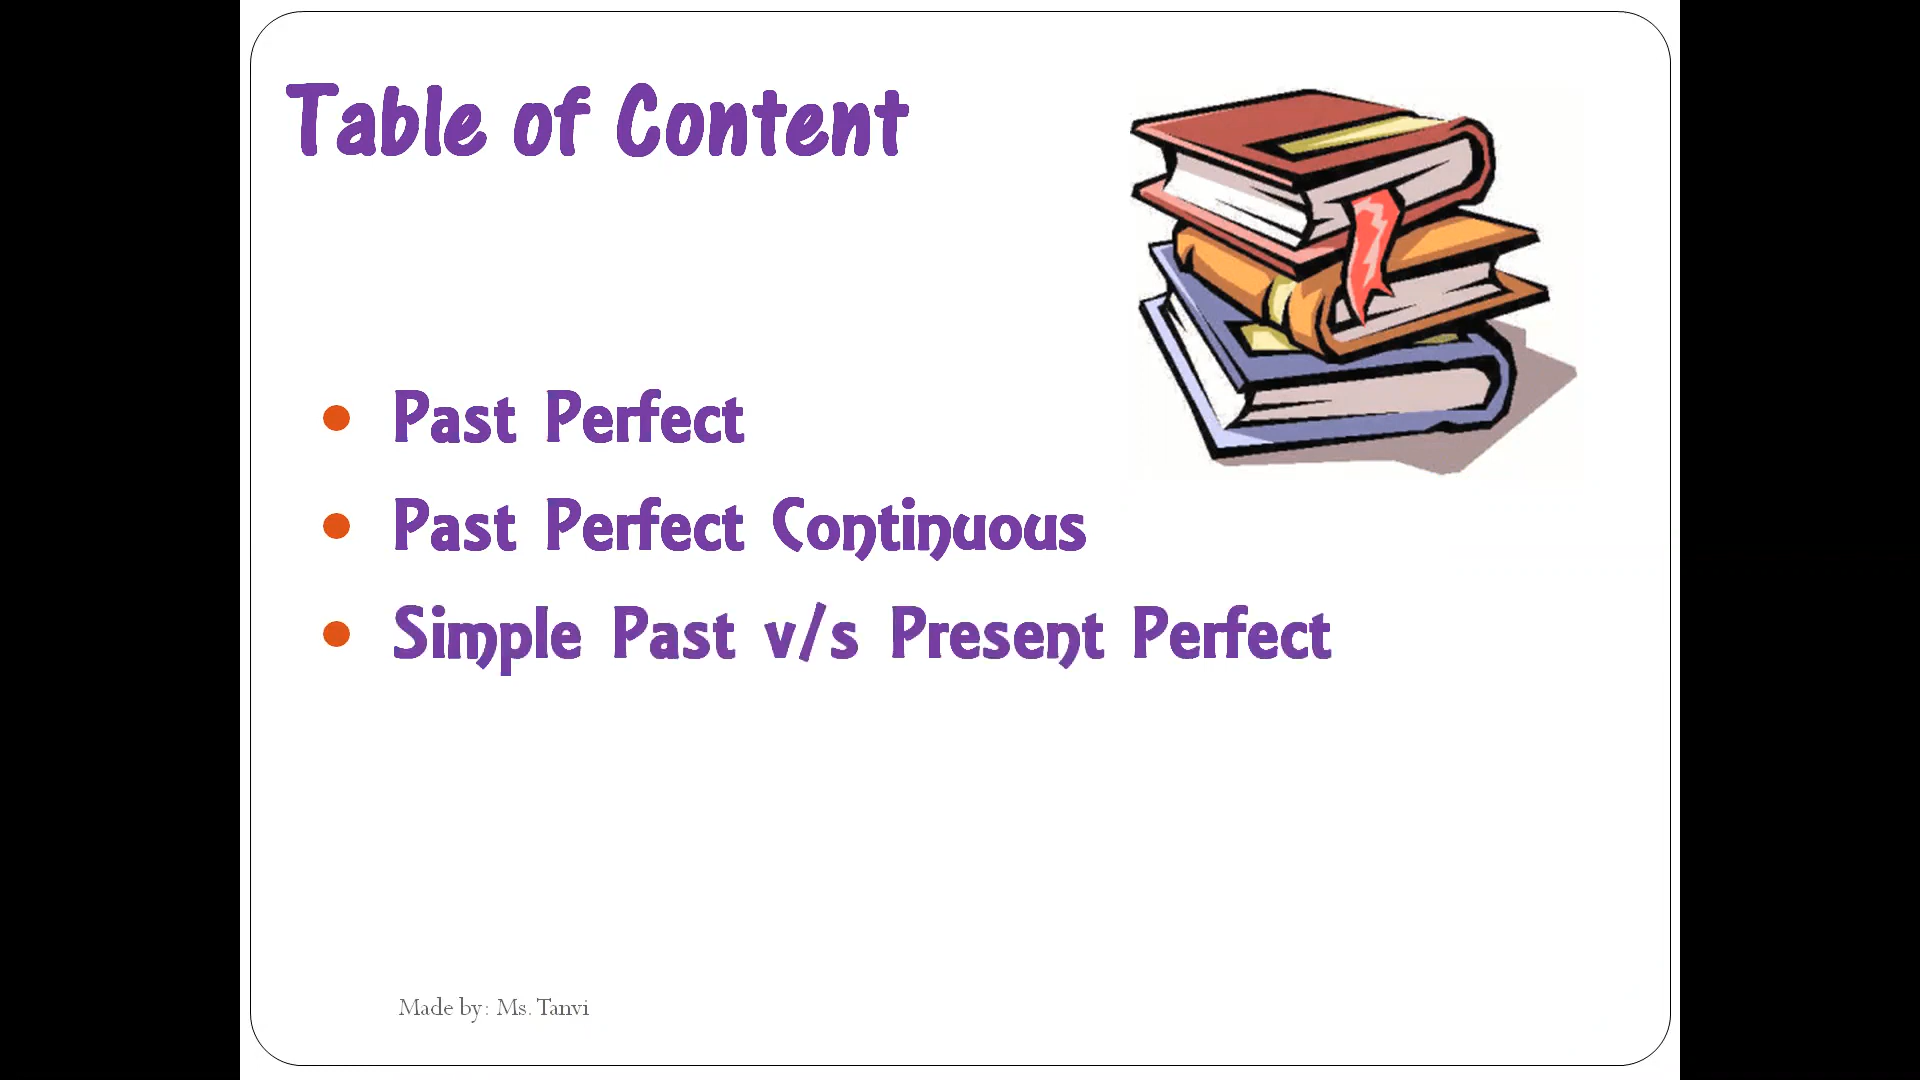 Table of Content
Past Perfect
Past Perfect Continuous
Simple Past v/s Present Perfect
Made by: Ms. Tanvi